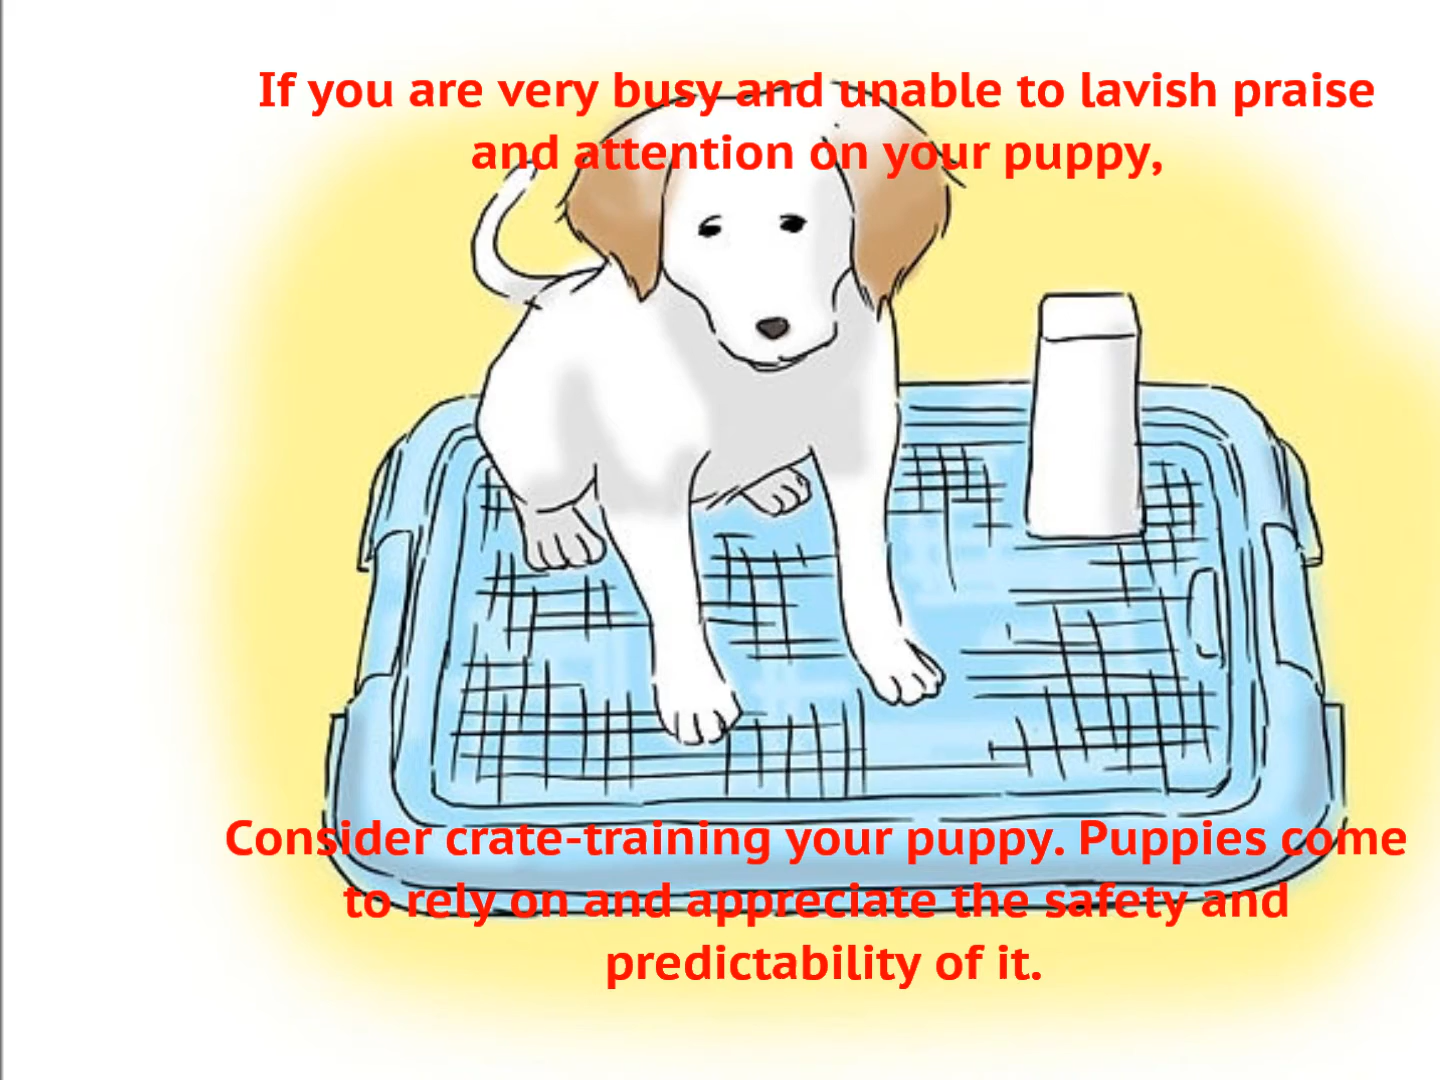 If you are very busy and unable to lavish praise
and attention on your puppy,
Consider crate-training your puppy. Puppies come
to rely on and appreciate the safety and
predictability of it.